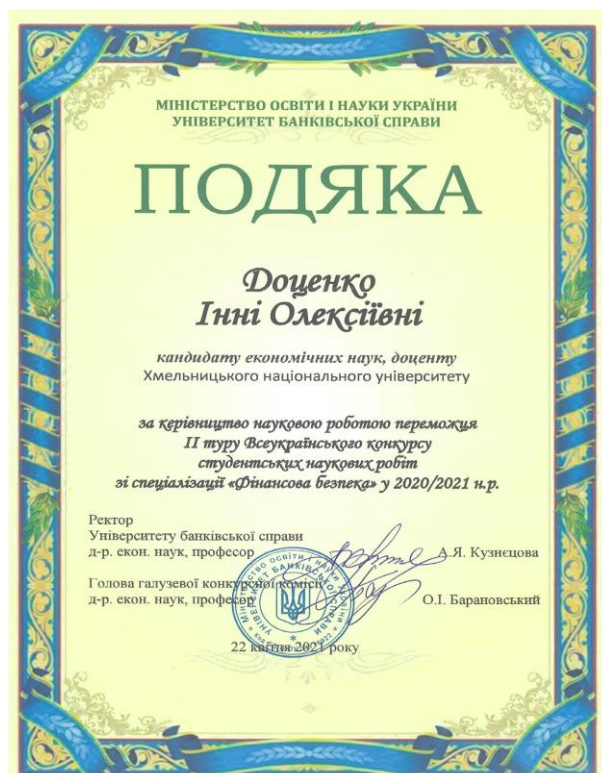 МІНІСТЕРСТВО ОСВІТИ І НАУКИ УКРАЇНИ
УНІВЕРСИТЕТ БАНКІВСЬКОЇ СПРАВИ
ПОДЯКА
Доценко
Інні Олексіївні
кандидату економічних наук, доценту
Хмельницького національного університету
за керівництво науковою роботою переможця
ІІ туру Всеукраїнського конкурсу
студентських наукових робіт
зі спеціалізації «Фінансова безпека» у 2020/2021 н.р.
Ректор
Університету банківської справи
д-р. екон. наук, професор А.Я. Кузнєцова
Голова галузевої конкурсної комісії
д-р. екон. наук, професор О.І. Барановський
22 квітня 2021 року